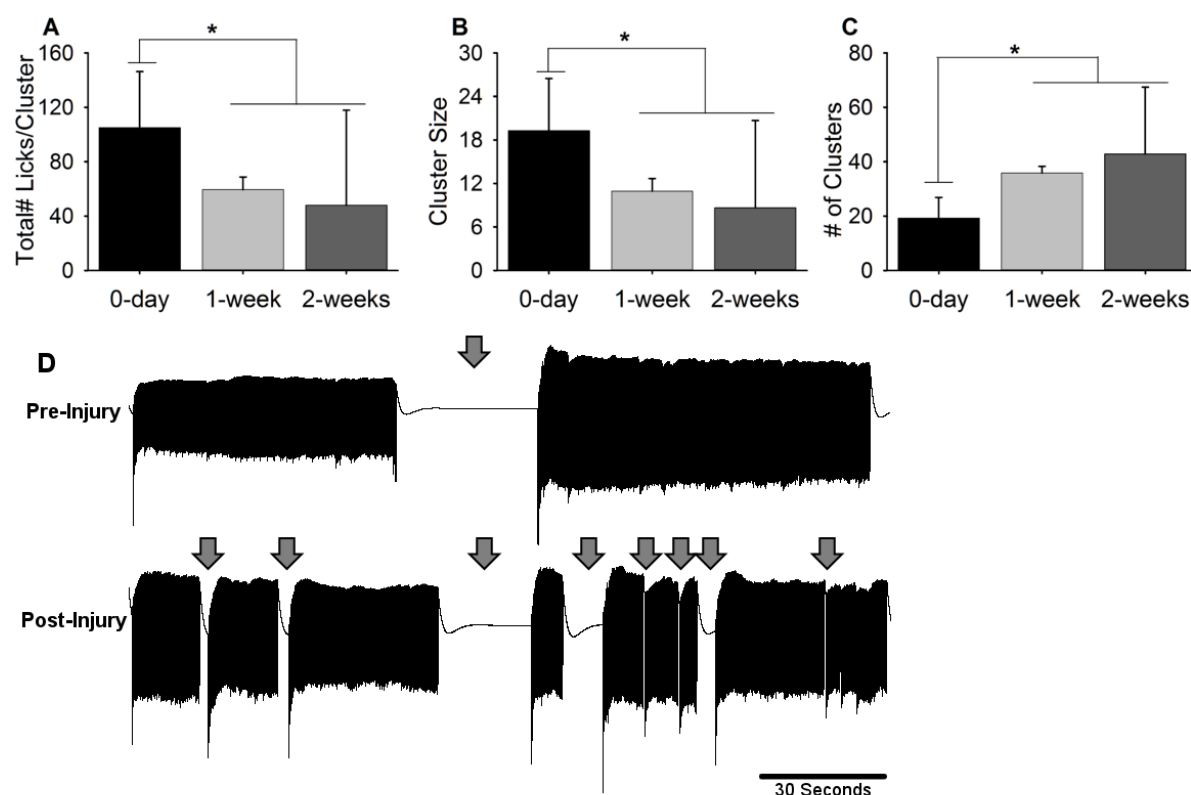 A
*
Total# Licks/Cluster
160
120
80
40
0
0-day 1-week 2-weeks
B
*
Cluster Size
30
24
18
12
6
0
0-day 1-week 2-weeks
C
*
# of Clusters
80
60
40
20
0
0-day 1-week 2-weeks
D
Pre-Injury
Post-Injury
30 Seconds